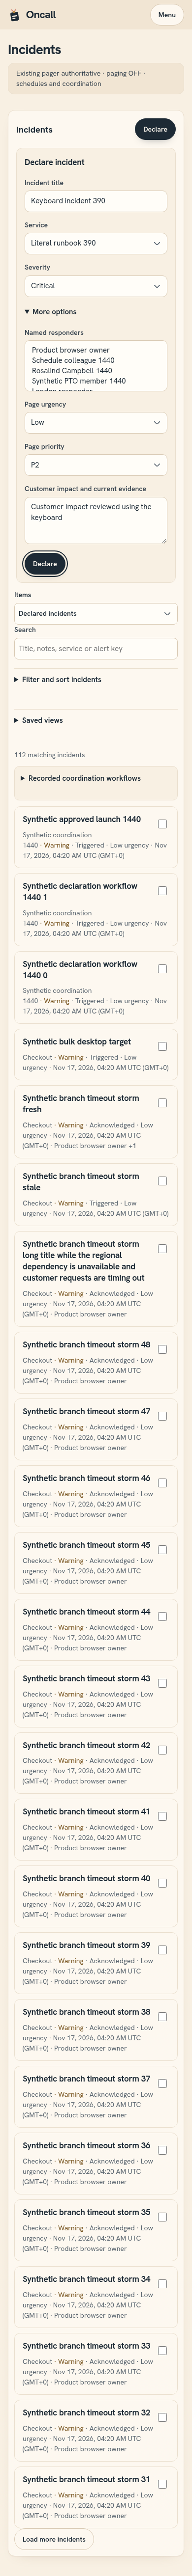 Oncall
Menu
Incidents
Existing pager authoritative · paging OFF ·
schedules and coordination
Incidents
Declare
Declare incident
Incident title
Keyboard incident 390
Service
Literal runbook 390
Severity
Critical
More options
Named responders
Product browser owner
Schedule colleague 1440
Rosalind Campbell 1440
Synthetic PTO member 1440
Page urgency
Low
Page priority
P2
Customer impact and current evidence
Customer impact reviewed using the
keyboard
Declare
Items
Declared incidents
Search
Title, notes, service or alert key
Filter and sort incidents
Saved views
112 matching incidents
Recorded coordination workflows
Synthetic approved launch 1440
Synthetic coordination
1440 · Warning · Triggered · Low urgency · Nov
17, 2026, 04:20 AM UTC (GMT+0)
Synthetic declaration workflow
1440 1
Synthetic coordination
1440 · Warning · Triggered · Low urgency · Nov
17, 2026, 04:20 AM UTC (GMT+0)
Synthetic declaration workflow
1440 0
Synthetic coordination
1440 · Warning · Triggered · Low urgency · Nov
17, 2026, 04:20 AM UTC (GMT+0)
Synthetic bulk desktop target
Checkout · Warning · Triggered · Low
urgency · Nov 17, 2026, 04:20 AM UTC (GMT+0)
Synthetic branch timeout storm
fresh
Checkout · Warning · Acknowledged · Low
urgency · Nov 17, 2026, 04:20 AM UTC
(GMT+0) · Product browser owner +1
Synthetic branch timeout storm
stale
Checkout · Warning · Triggered · Low
urgency · Nov 17, 2026, 04:20 AM UTC (GMT+0)
Synthetic branch timeout storm
long title while the regional
dependency is unavailable and
customer requests are timing out
Checkout · Warning · Acknowledged · Low
urgency · Nov 17, 2026, 04:20 AM UTC
(GMT+0) · Product browser owner
Synthetic branch timeout storm 48
Checkout · Warning · Acknowledged · Low
urgency · Nov 17, 2026, 04:20 AM UTC
(GMT+0) · Product browser owner
Synthetic branch timeout storm 47
Checkout · Warning · Acknowledged · Low
urgency · Nov 17, 2026, 04:20 AM UTC
(GMT+0) · Product browser owner
Synthetic branch timeout storm 46
Checkout · Warning · Acknowledged · Low
urgency · Nov 17, 2026, 04:20 AM UTC
(GMT+0) · Product browser owner
Synthetic branch timeout storm 45
Checkout · Warning · Acknowledged · Low
urgency · Nov 17, 2026, 04:20 AM UTC
(GMT+0) · Product browser owner
Synthetic branch timeout storm 44
Checkout · Warning · Acknowledged · Low
urgency · Nov 17, 2026, 04:20 AM UTC
(GMT+0) · Product browser owner
Synthetic branch timeout storm 43
Checkout · Warning · Acknowledged · Low
urgency · Nov 17, 2026, 04:20 AM UTC
(GMT+0) · Product browser owner
Synthetic branch timeout storm 42
Checkout · Warning · Acknowledged · Low
urgency · Nov 17, 2026, 04:20 AM UTC
(GMT+0) · Product browser owner
Synthetic branch timeout storm 41
Checkout · Warning · Acknowledged · Low
urgency · Nov 17, 2026, 04:20 AM UTC
(GMT+0) · Product browser owner
Synthetic branch timeout storm 40
Checkout · Warning · Acknowledged · Low
urgency · Nov 17, 2026, 04:20 AM UTC
(GMT+0) · Product browser owner
Synthetic branch timeout storm 39
Checkout · Warning · Acknowledged · Low
urgency · Nov 17, 2026, 04:20 AM UTC
(GMT+0) · Product browser owner
Synthetic branch timeout storm 38
Checkout · Warning · Acknowledged · Low
urgency · Nov 17, 2026, 04:20 AM UTC
(GMT+0) · Product browser owner
Synthetic branch timeout storm 37
Checkout · Warning · Acknowledged · Low
urgency · Nov 17, 2026, 04:20 AM UTC
(GMT+0) · Product browser owner
Synthetic branch timeout storm 36
Checkout · Warning · Acknowledged · Low
urgency · Nov 17, 2026, 04:20 AM UTC
(GMT+0) · Product browser owner
Synthetic branch timeout storm 35
Checkout · Warning · Acknowledged · Low
urgency · Nov 17, 2026, 04:20 AM UTC
(GMT+0) · Product browser owner
Synthetic branch timeout storm 34
Checkout · Warning · Acknowledged · Low
urgency · Nov 17, 2026, 04:20 AM UTC
(GMT+0) · Product browser owner
Synthetic branch timeout storm 33
Checkout · Warning · Acknowledged · Low
urgency · Nov 17, 2026, 04:20 AM UTC
(GMT+0) · Product browser owner
Synthetic branch timeout storm 32
Checkout · Warning · Acknowledged · Low
urgency · Nov 17, 2026, 04:20 AM UTC
(GMT+0) · Product browser owner
Synthetic branch timeout storm 31
Checkout · Warning · Acknowledged · Low
urgency · Nov 17, 2026, 04:20 AM UTC
(GMT+0) · Product browser owner
Load more incidents